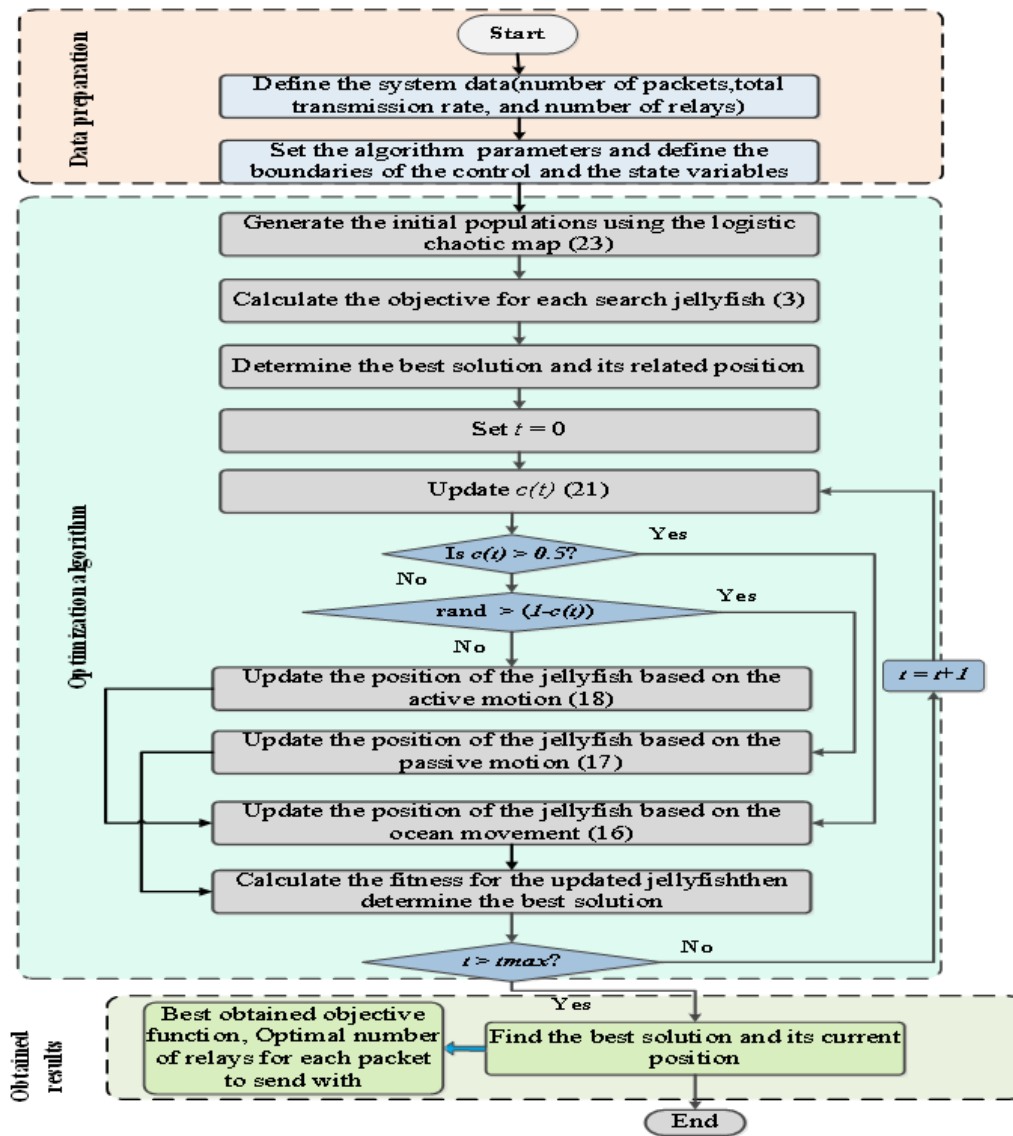 Start
Data preparation
Define the system data(number of packets,total
transmission rate, and number of relays)
Set the algorithm parameters and define the
boundaries of the control and the state variables
Optimization algorithm
Generate the initial populations using the logistic
chaotic map (23)
Calculate the objective for each search jellyfish (3)
Determine the best solution and its related position
Set t = 0
Update c(t) (21)
Is c(t) > 0.5?
Yes
No
rand > (1-c(t))
Yes
No
t = t+1
Update the position of the jellyfish based on the
active motion (18)
Update the position of the jellyfish based on the
passive motion (17)
Update the position of the jellyfish based on the
ocean movement (16)
Calculate the fitness for the updated jellyfishthen
determine the best solution
t > tmax?
No
Yes
Obtained
results
Best obtained objective
function, Optimal number
of relays for each packet
to send with
Find the best solution and its current
position
End